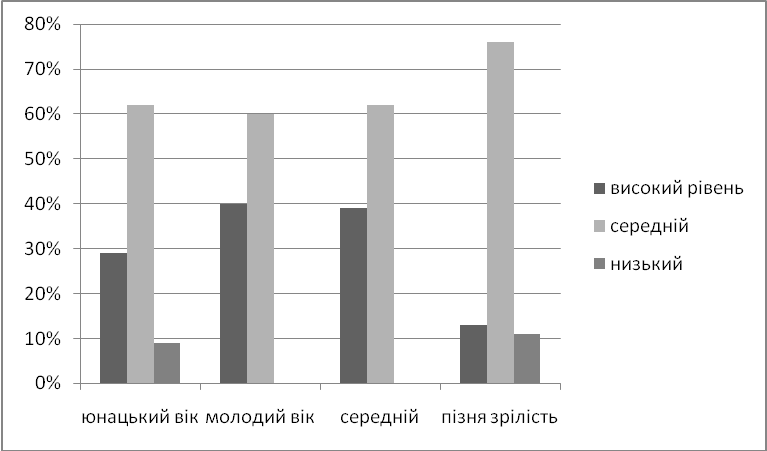 80%
70%
60%
50%
40%
30%
20%
10%
0%
юнацький вік молодий вік середній пізня зрілість
високий рівень
середній
низький